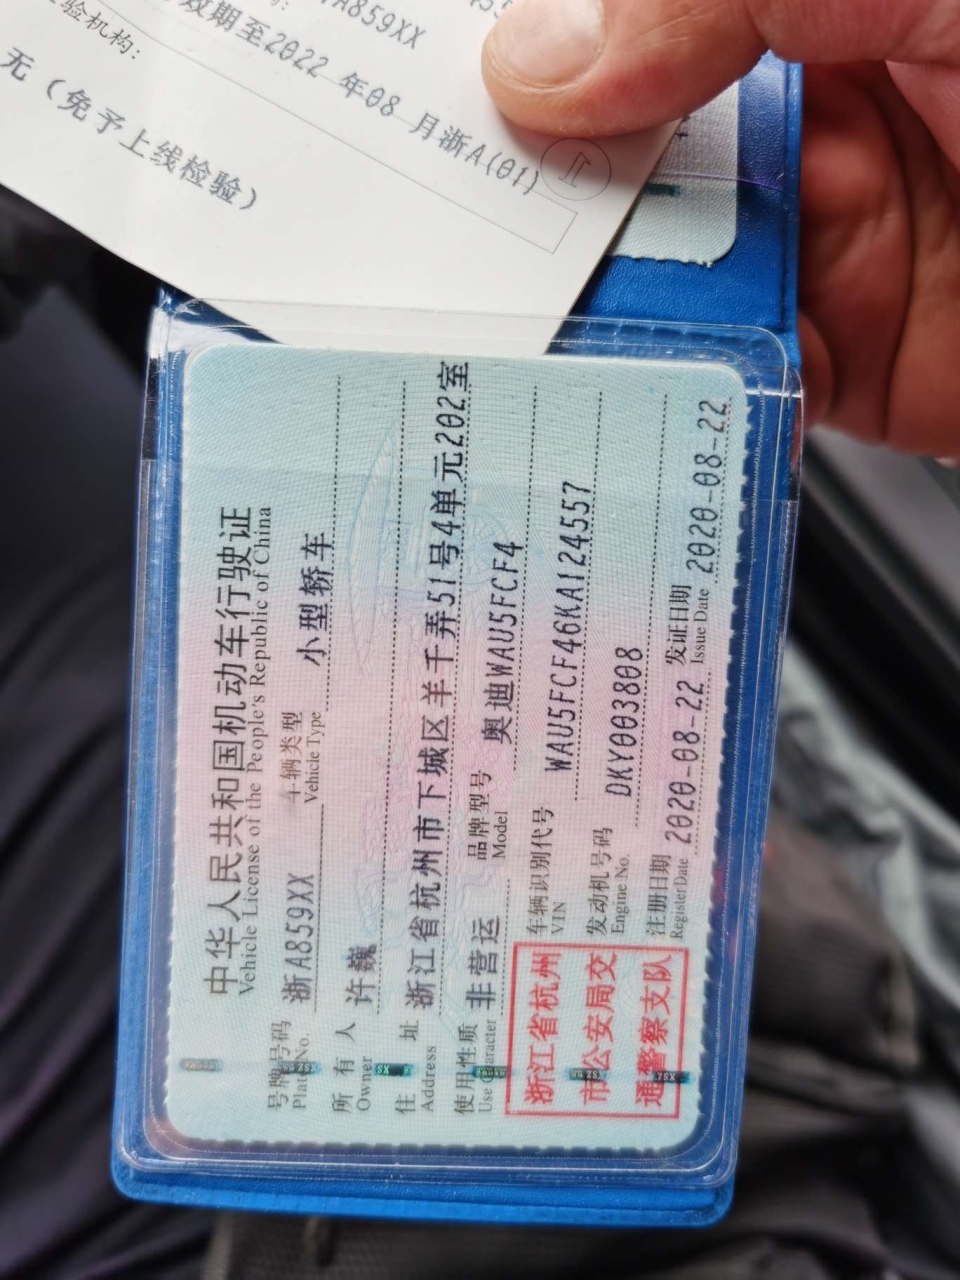 A859XX
验机构:
效期至2022 年08 月浙A(01)
无（免予上线检验）
中华人民共和国机动车行驶证
Vehicle License of the People's Republic of China
号牌号码 浙A859XX 车辆类型 小型轿车
Plate No. Vehicle Type
所有人 许巍
Owner
住址 浙江省杭州市下城区羊千弄51号4单元202室
Address
使用性质 非营运 品牌型号 奥迪WAU5FCF4
Use Character Model
车辆识别代号 WAU5FCF46KA124557
VIN
发动机号码 DKY003808
Engine No.
注册日期 2020-08-22 发证日期 2020-08-22
Register Date Issue Date
浙江省杭州
市公安局交
通警察支队